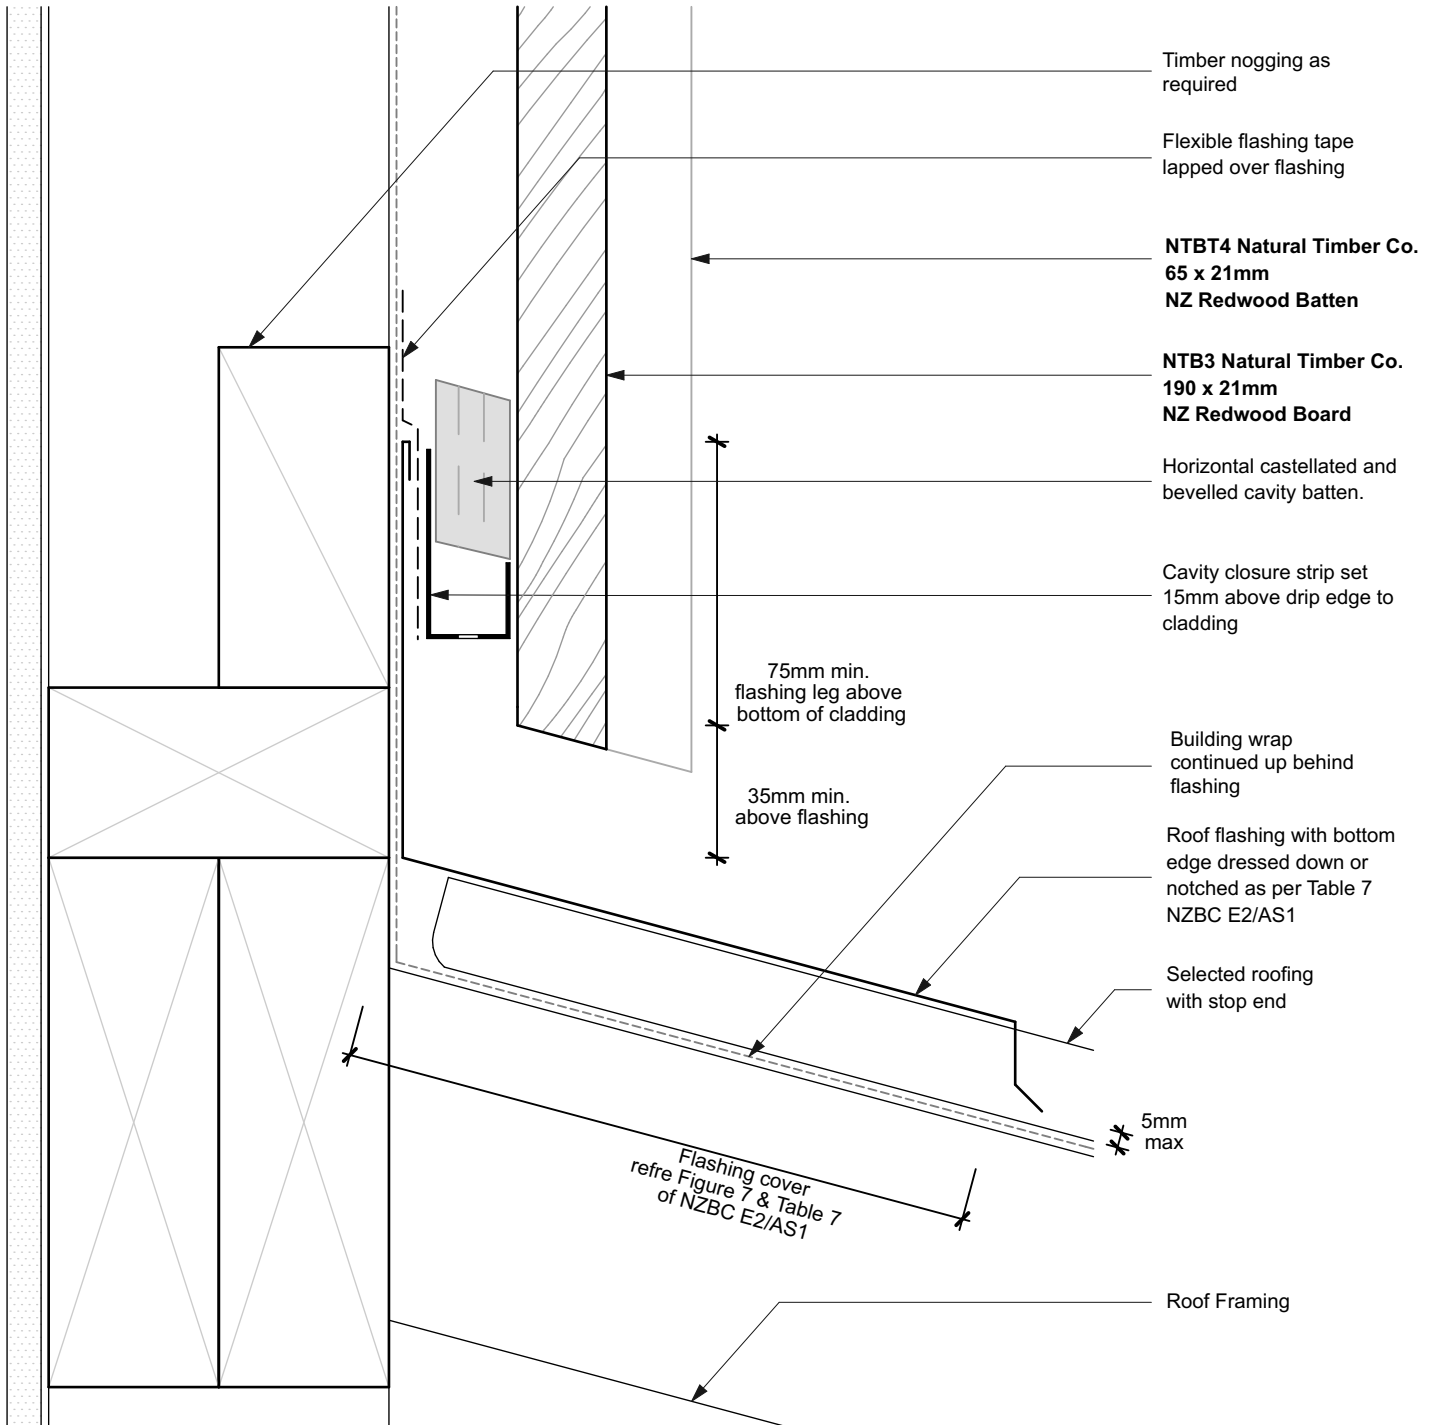 Timber nogging as
required
Flexible flashing tape
lapped over flashing
NTBT4 Natural Timber Co.
65 x 21mm
NZ Redwood Batten
NTB3 Natural Timber Co.
190 x 21mm
NZ Redwood Board
Horizontal castellated and
bevelled cavity batten.
Cavity closure strip set
15mm above drip edge to
cladding
75mm min.
flashing leg above
bottom of cladding
35mm min.
above flashing
Building wrap
continued up behind
flashing
Roof flashing with bottom
edge dressed down or
notched as per Table 7
NZBC E2/AS1
Selected roofing
with stop end
5mm
max
Flashing cover
refre Figure 7 & Table 7
of NZBC E2/AS1
Roof Framing